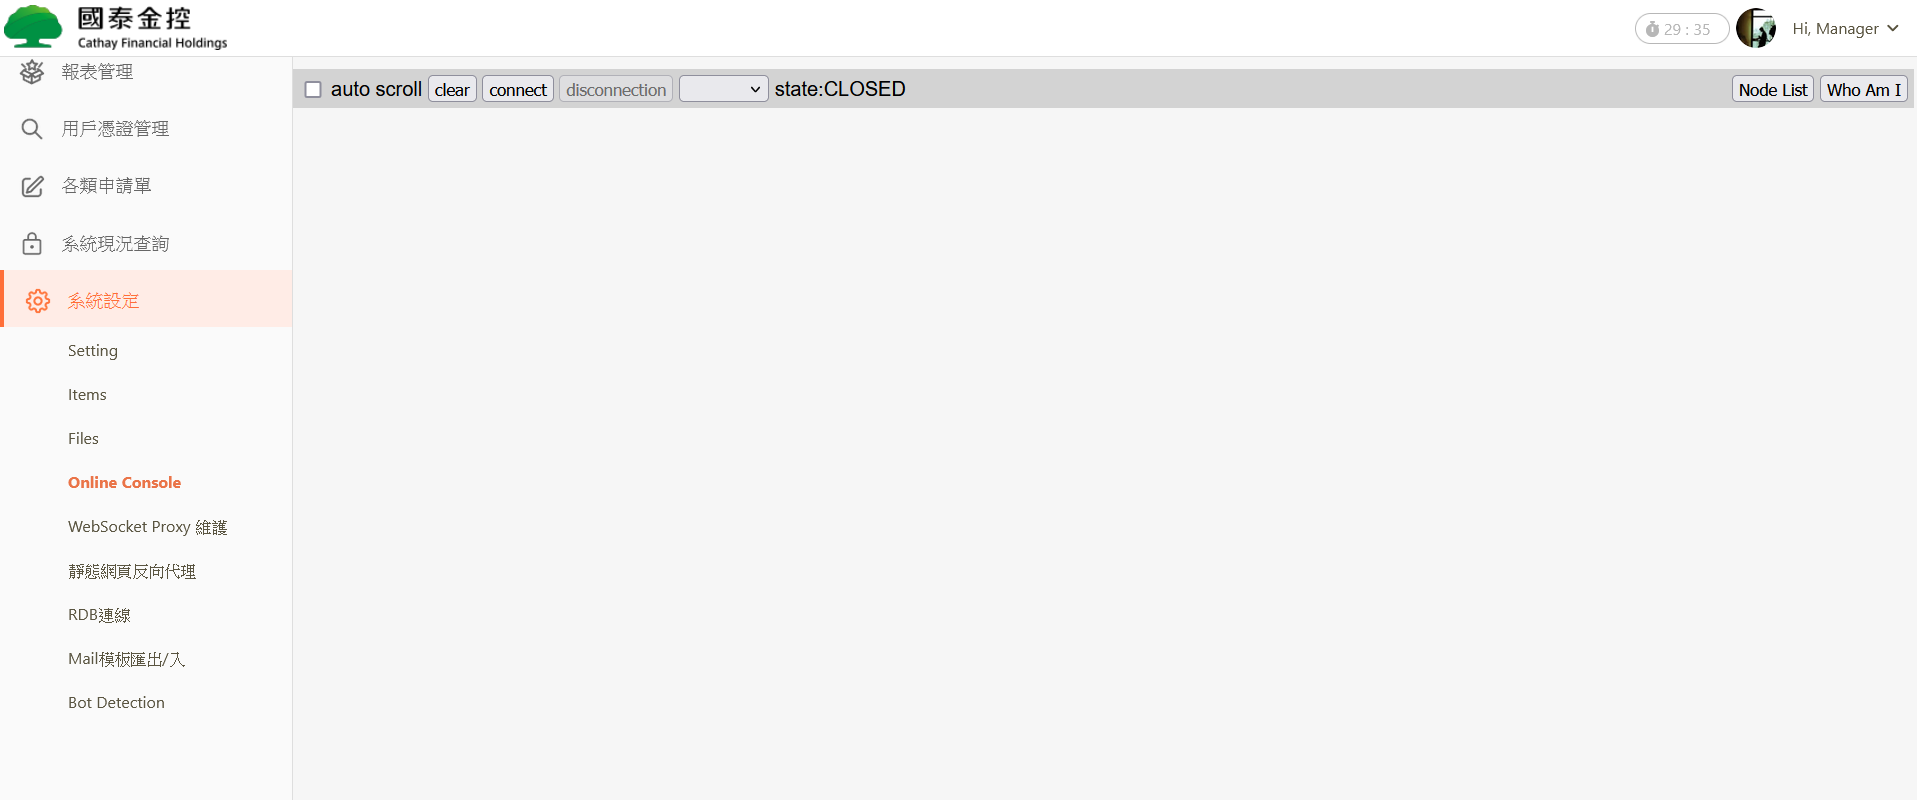 國泰金控
Cathay Financial Holdings
29 : 35
Hi, Manager
報表管理
用戶憑證管理
各類申請單
系統現況查詢
系統設定
Setting
Items
Files
Online Console
WebSocket Proxy 維護
靜態網頁反向代理
RDB連線
Mail模板匯出/入
Bot Detection
auto scroll clear connect disconnection state:CLOSED Node List Who Am I